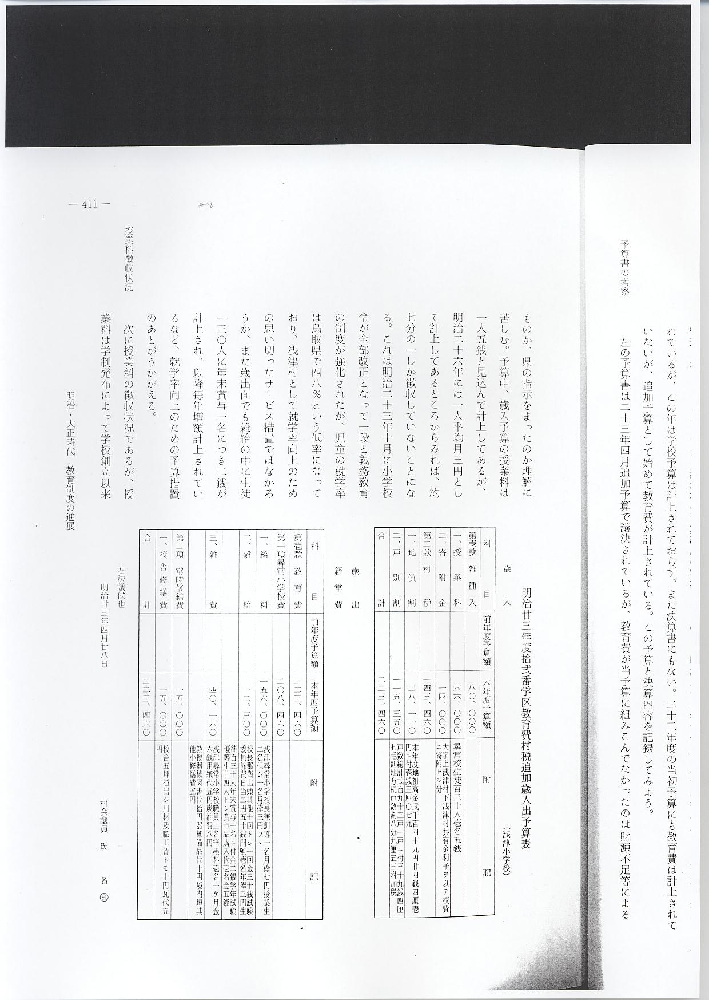 れているが、この年は学校予算は計上されておらず、また決算書にもない。二十三年度の当初予算にも教育費は計上されて
いないが、追加予算として始めて教育費が計上されている。この予算と決算内容を記録してみよう。
予算書の考察
左の予算書は二十三年四月追加予算で議決されているが、教育費が当予算に組みこんでなかったのは財源不足等による
ものか、県の指示をまったのか理解に
苦しむ。予算中、歳入予算の授業料は
一人五銭と見込んで計上してあるが、
明治二十六年には一人平均月三円とし
て計上してあるところからみれば、約
七分の一しか徴収していないことにな
る。これは明治二十三年十月に小学校
令が全部改正となって一段と義務教育
の制度が強化されたが、児童の就学率
は鳥取県で四八％という低率になって
おり、浅津村として就学率向上のため
の思い切ったサービス措置ではなかろ
うか、また歳出面でも雑給の中に生徒
一三〇人に年末賞与一名につき二銭が
計上され、以降毎年増額計上されてい
るなど、就学率向上のための予算措置
のあとがうかがえる。
授業料徴収状況
次に授業料の徴収状況であるが、授
業料は学制発布によって学校創立以来
明治廿三年度拾弐番学区教育費村税追加歳入出予算表
（浅津小学校）
歳入
科目 前年度予算額 本年度予算額 附記
第壱款 雑種入 八〇、〇〇〇
一、授業料 六六、〇〇〇 尋常校生徒百三十人壱名五銭
二、寄附金 一四、〇〇〇 大字上浅津村下浅津村共有金利子ヲ以テ校費
ニ寄附セシ分
第二款 村税 一四三、四六〇
一、地價割 二八、一一〇 本年度地祖高金弐千百四十九円廿四銭四厘壱
円ニ付壱銭三厘〇七九
二、戸別割 一一五、三五〇 戸数総計弐百九十三戸一戸ニ付三十九銭四厘
七毛則地方税戸数割八分九厘五三附加税
合計 二二三、四六〇
歳出
経常費
科目 前年度予算額 本年度予算額 附記
第壱款 教育費 二二三、四六〇
第一項尋常小学校費 二〇八、四六〇
一、給料 一五六、〇〇〇 浅津尋常小学校長兼訓導一名月俸七円授業生
二名但シ一名月俸三円ツヽ
二、雑給 一二、三〇〇 校長郡衛出頭其他十回トシ一回金三十銭試験
委員旅費日当二円五十銭門監壱名年俸三円生
徒百三十人年末賞与一名ニ付金二銭学年試験
優等生廿四人トシ賞与品購入代壱名金五銭
三、雑費 四〇、一六〇 浅津尋常小学校職員三名筆墨料壱名一ケ月金
六銭用紙代五円炭油費八円
教授器械図書代拾円器械備品代十円境内垣其
他小修繕費五円
第二項 常時修繕費 一五、〇〇〇
一、校舎修繕費 一五、〇〇〇 校舎五坪掛出シ用材及職工賃トモ十円瓦代五
円
合計 二二三、四六〇
右決議候也
明治廿三年四月廿八日
村会議員 氏 名 ㊞
明治・大正時代 教育制度の進展
― 411 ―